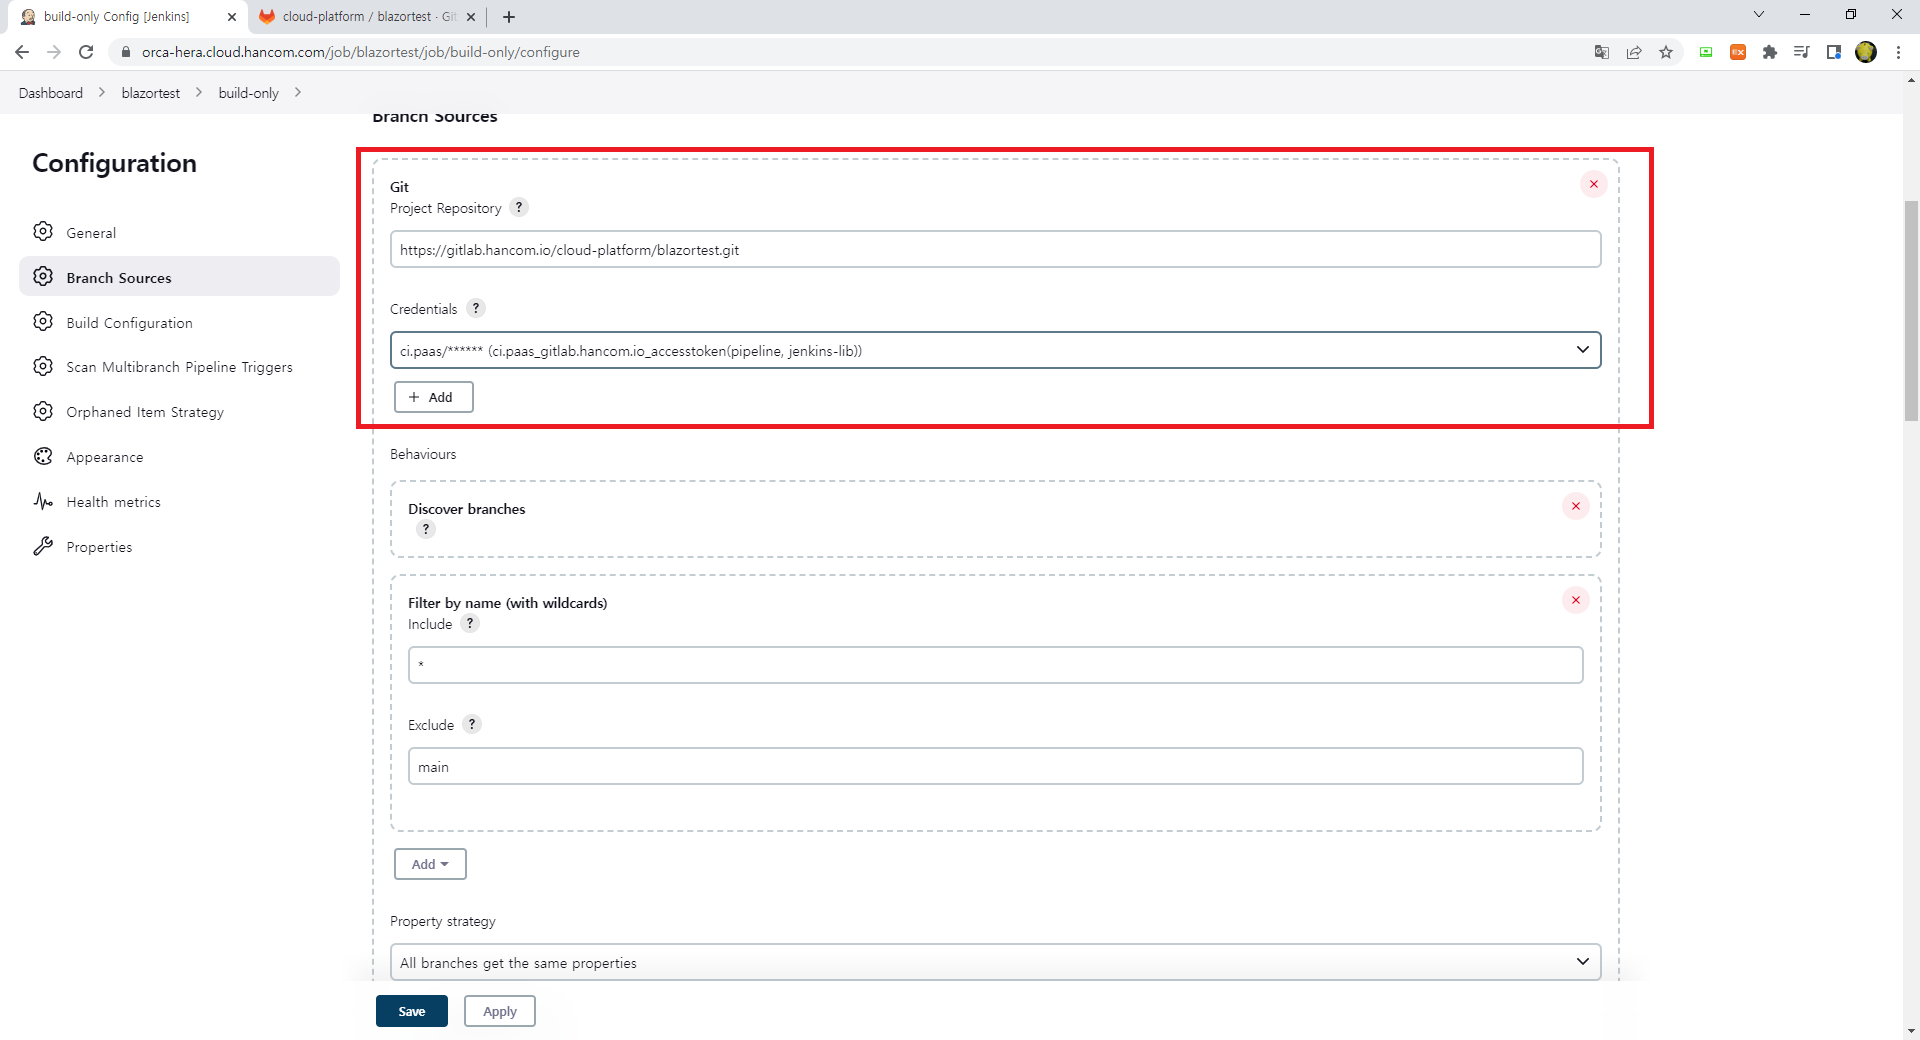 build-only Config [Jenkins]
cloud-platform / blazortest · Git
orca-hera.cloud.hancom.com/job/blazortest/job/build-only/configure
EX
Dashboard > blazortest > build-only >
Configuration
General
Branch Sources
Build Configuration
Scan Multibranch Pipeline Triggers
Orphaned Item Strategy
Appearance
Health metrics
Properties
Branch Sources
Git
Project Repository ?
https://gitlab.hancom.io/cloud-platform/blazortest.git
Credentials ?
ci.paas/****** (ci.paas_gitlab.hancom.io_accesstoken(pipeline, jenkins-lib))
+ Add
Behaviours
Discover branches
?
Filter by name (with wildcards)
Include ?
*
Exclude ?
main
Add
Property strategy
All branches get the same properties
Save Apply